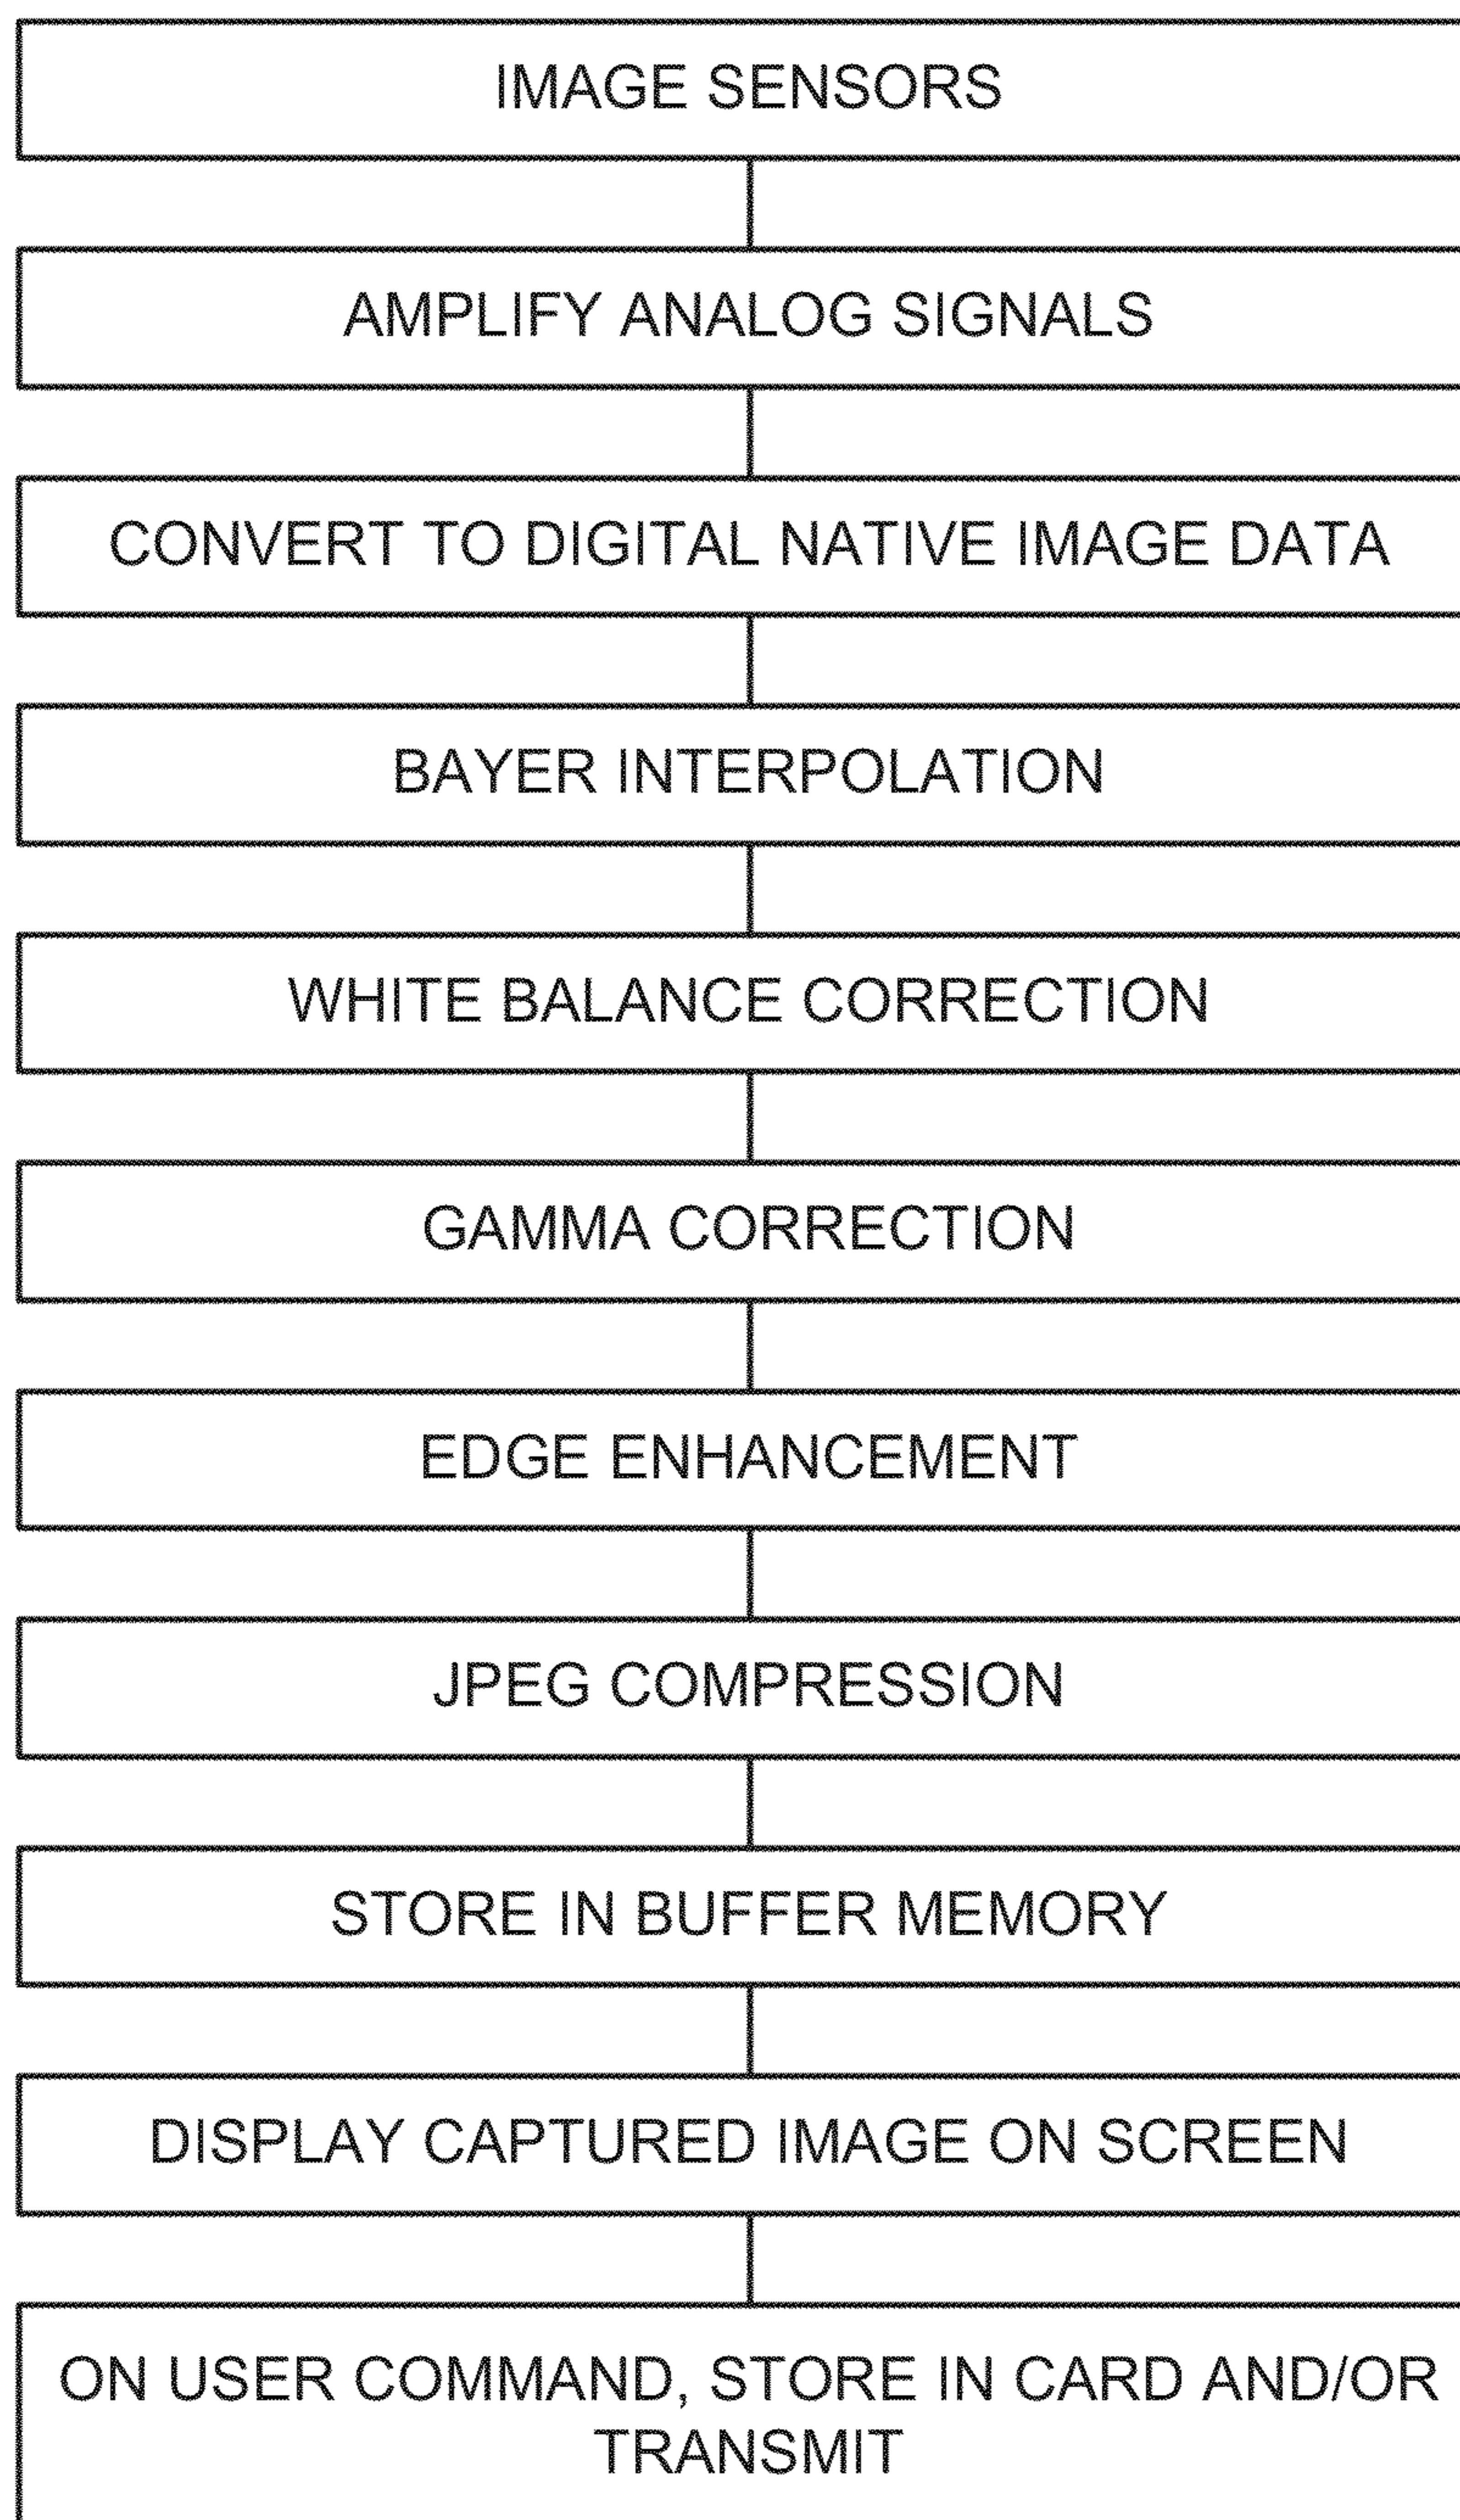 IMAGE SENSORS
AMPLIFY ANALOG SIGNALS
CONVERT TO DIGITAL NATIVE IMAGE DATA
BAYER INTERPOLATION
WHITE BALANCE CORRECTION
GAMMA CORRECTION
EDGE ENHANCEMENT
JPEG COMPRESSION
STORE IN BUFFER MEMORY
DISPLAY CAPTURED IMAGE ON SCREEN
ON USER COMMAND, STORE IN CARD AND/OR
TRANSMIT